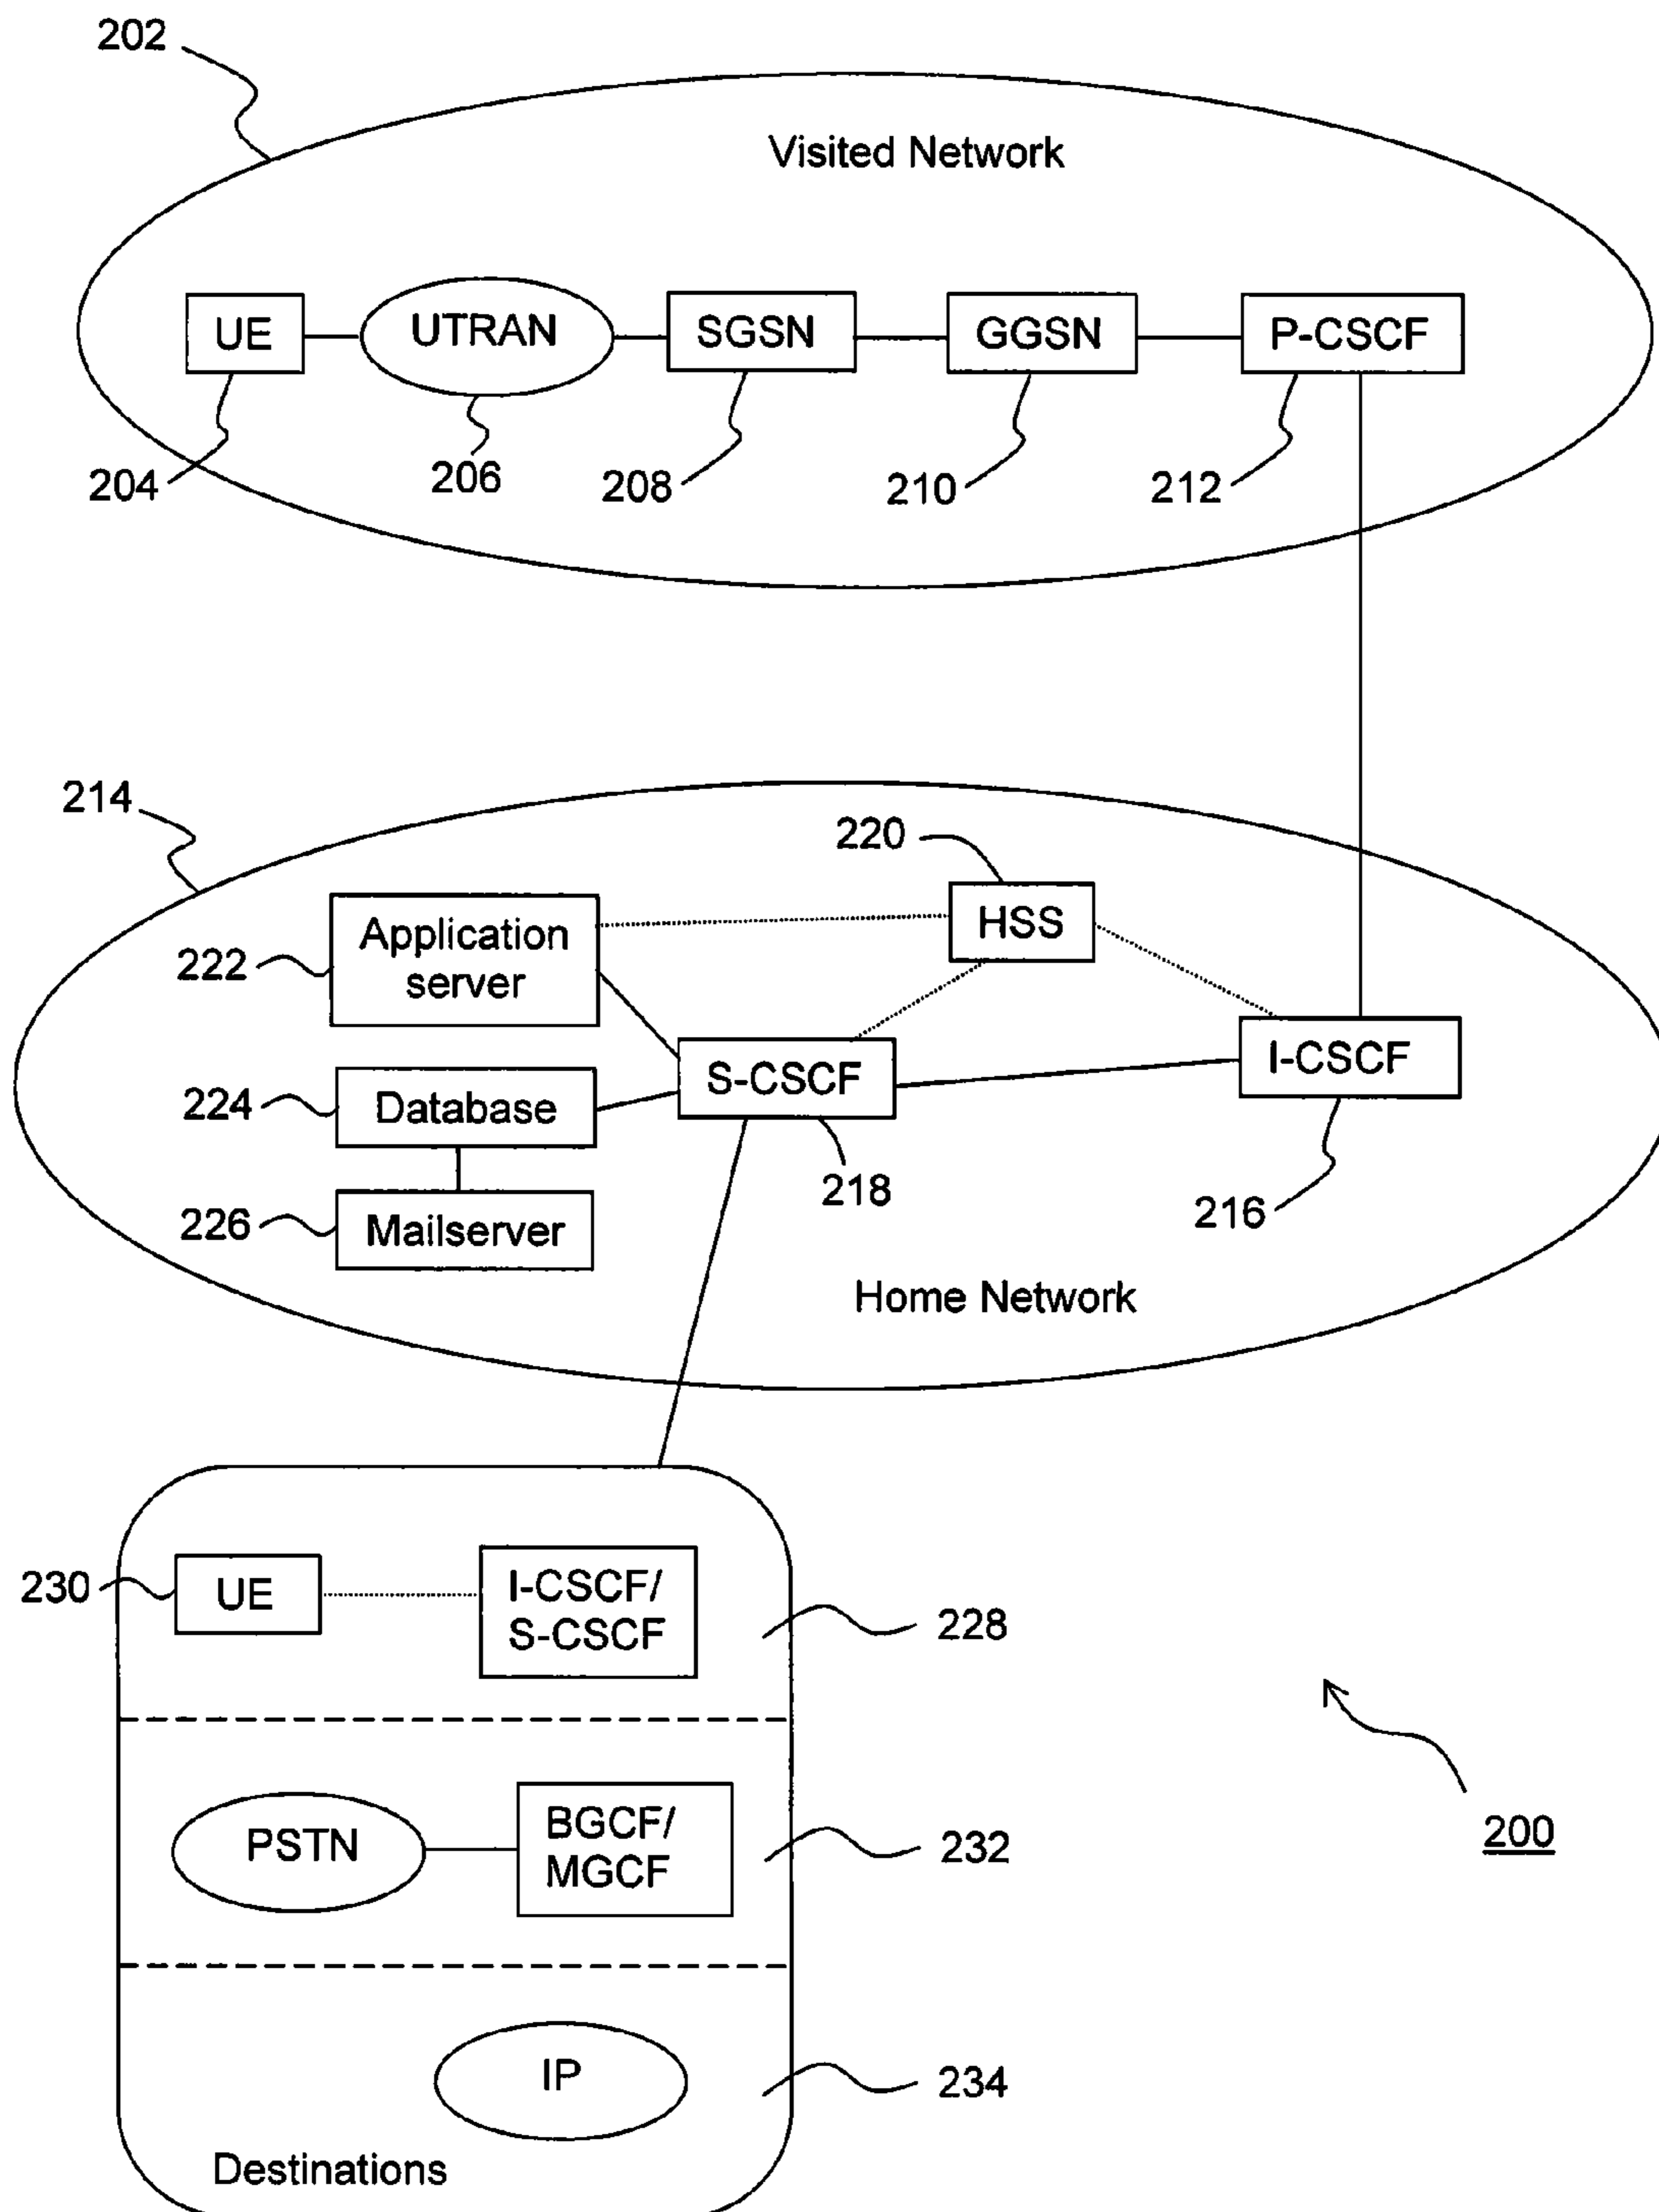 202
Visited Network
UE
UTRAN
SGSN
GGSN
P-CSCF
204
206
208
210
212
214
220
HSS
Application
server
222
I-CSCF
S-CSCF
224
Database
218
216
226
Mailserver
Home Network
230
UE
I-CSCF/
S-CSCF
228
PSTN
BGCF/
MGCF
232
200
IP
234
Destinations